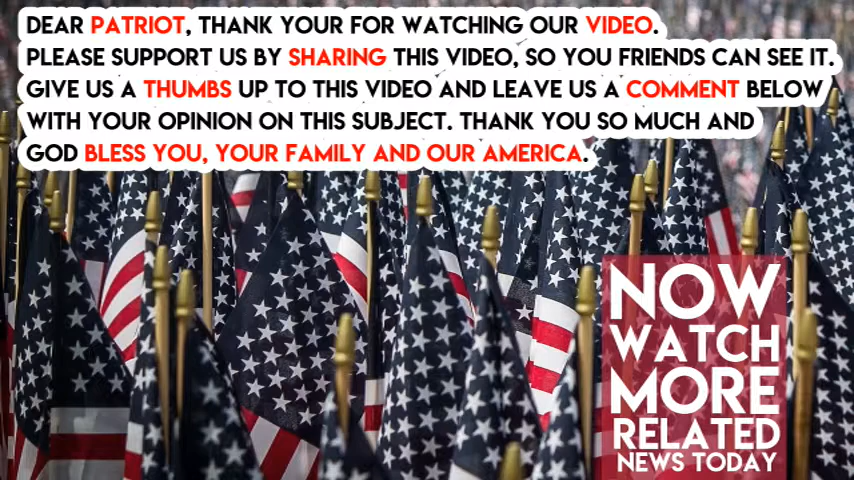 DEAR PATRIOT, THANK YOUR FOR WATCHING OUR VIDEO.
PLEASE SUPPORT US BY SHARING THIS VIDEO, SO YOU FRIENDS CAN SEE IT.
GIVE US A THUMBS UP TO THIS VIDEO AND LEAVE US A COMMENT BELOW
WITH YOUR OPINION ON THIS SUBJECT. THANK YOU SO MUCH AND
GOD BLESS YOU, YOUR FAMILY AND OUR AMERICA.
NOW
WATCH
MORE
RELATED
NEWS TODAY